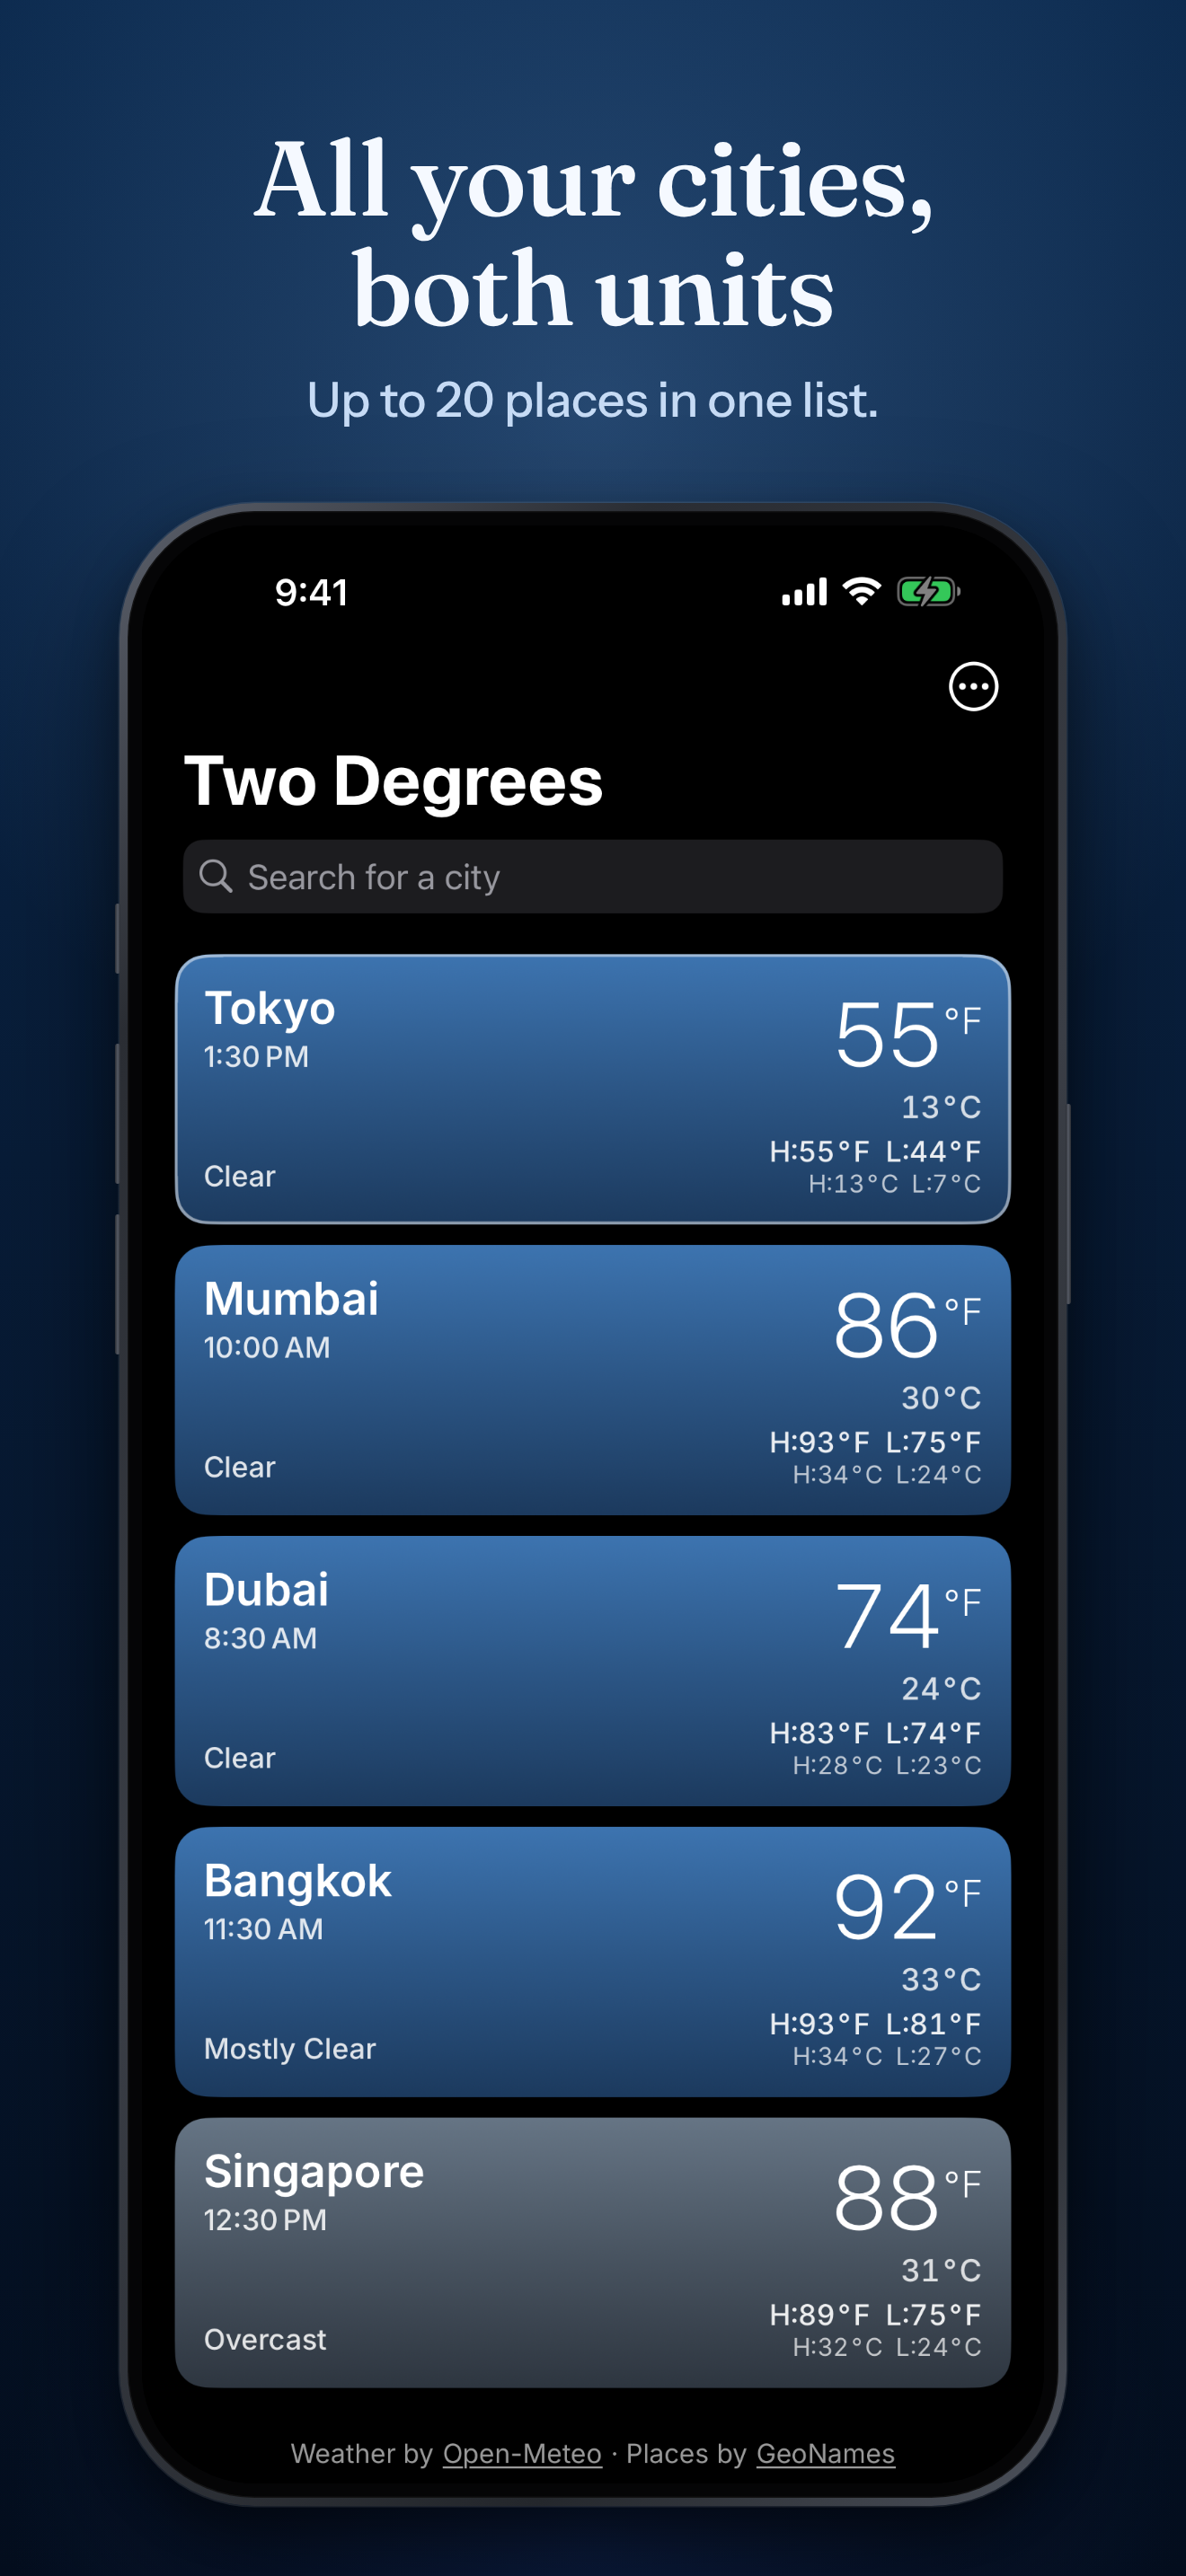 All your cities,
both units
Up to 20 places in one list.
9:41
Two Degrees
Search for a city
Tokyo
1:30 PM
55°F
13°C
H:55°F L:44°F
Clear
H:13°C L:7°C
Mumbai
10:00 AM
86°F
30°C
H:93°F L:75°F
Clear
H:34°C L:24°C
Dubai
8:30 AM
74°F
24°C
H:83°F L:74°F
Clear
H:28°C L:23°C
Bangkok
11:30 AM
92°F
33°C
H:93°F L:81°F
Mostly Clear
H:34°C L:27°C
Singapore
12:30 PM
88°F
31°C
H:89°F L:75°F
Overcast
H:32°C L:24°C
Weather by Open-Meteo · Places by GeoNames